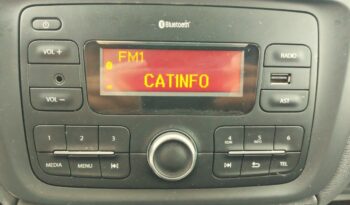 Bluetooth
FM1
CATINFO
VOL +
VOL −
RADIO
AST
1 2 3
4 5 6
MEDIA MENU
TEL